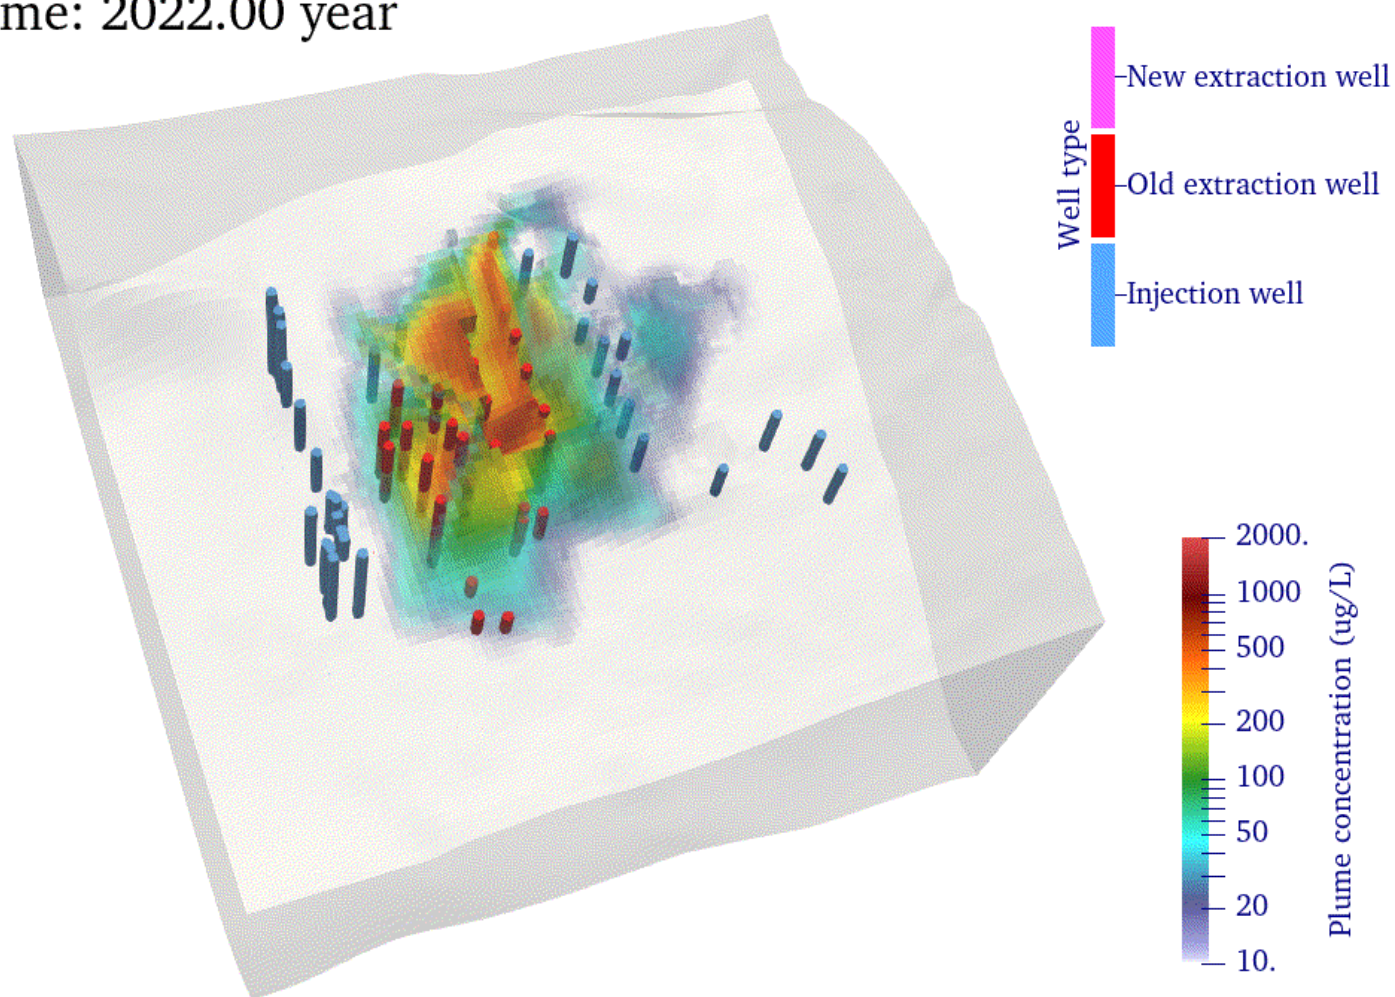 me: 2022.00 year
Well type
New extraction well
Old extraction well
Injection well
Plume concentration (ug/L)
2000.
1000
500
200
100
50
20
10.